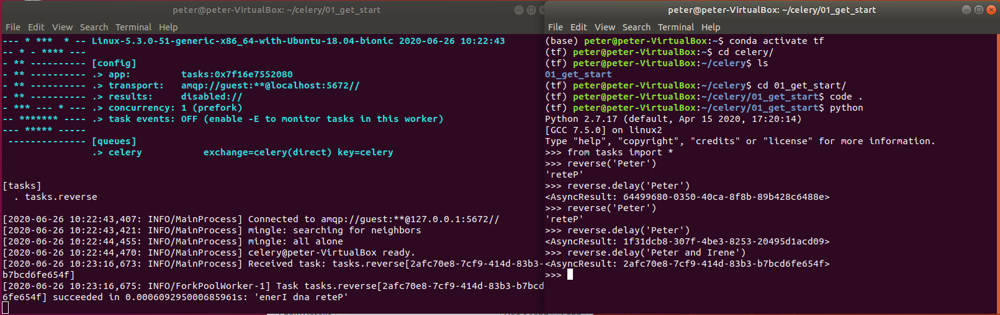 peter@peter-VirtualBox: ~/celery/01_get_start
File Edit View Search Terminal Help
--- * ***  * -- Linux-5.3.0-51-generic-x86_64-with-Ubuntu-18.04-bionic 2020-06-26 10:22:43
-- * - **** ---
- ** ---------- [config]
- ** ---------- .> app:         tasks:0x7f16e7552080
- ** ---------- .> transport:   amqp://guest:**@localhost:5672//
- ** ---------- .> results:     disabled://
- *** --- * --- .> concurrency: 1 (prefork)
-- ******* ---- .> task events: OFF (enable -E to monitor tasks in this worker)
--- ***** -----
 -------------- [queues]
                .> celery           exchange=celery(direct) key=celery
[tasks]
  . tasks.reverse
[2020-06-26 10:22:43,407: INFO/MainProcess] Connected to amqp://guest:**@127.0.0.1:5672//
[2020-06-26 10:22:43,421: INFO/MainProcess] mingle: searching for neighbors
[2020-06-26 10:22:44,455: INFO/MainProcess] mingle: all alone
[2020-06-26 10:22:44,470: INFO/MainProcess] celery@peter-VirtualBox ready.
[2020-06-26 10:23:16,673: INFO/MainProcess] Received task: tasks.reverse[2afc70e8-7cf9-414d-83b3-
b7bcd6fe654f]
[2020-06-26 10:23:16,675: INFO/ForkPoolWorker-1] Task tasks.reverse[2afc70e8-7cf9-414d-83b3-b7bcd
6fe654f] succeeded in 0.000609295000685961s: 'enerI dna reteP'
peter@peter-VirtualBox: ~/celery/01_get_start
File Edit View Search Terminal Help
(base) peter@peter-VirtualBox:~$ conda activate tf
(tf) peter@peter-VirtualBox:~$ cd celery/
(tf) peter@peter-VirtualBox:~/celery$ ls
01_get_start
(tf) peter@peter-VirtualBox:~/celery$ cd 01_get_start/
(tf) peter@peter-VirtualBox:~/celery/01_get_start$ code .
(tf) peter@peter-VirtualBox:~/celery/01_get_start$ python
Python 2.7.17 (default, Apr 15 2020, 17:20:14)
[GCC 7.5.0] on linux2
Type "help", "copyright", "credits" or "license" for more information.
>>> from tasks import *
>>> reverse('Peter')
'reteP'
>>> reverse.delay('Peter')
<AsyncResult: 64499680-0350-40ca-8f8b-89b428c6488e>
>>> reverse('Peter')
'reteP'
>>> reverse.delay('Peter')
<AsyncResult: 1f31dcb8-307f-4be3-8253-20495d1acd09>
>>> reverse.delay('Peter and Irene')
<AsyncResult: 2afc70e8-7cf9-414d-83b3-b7bcd6fe654f>
>>>